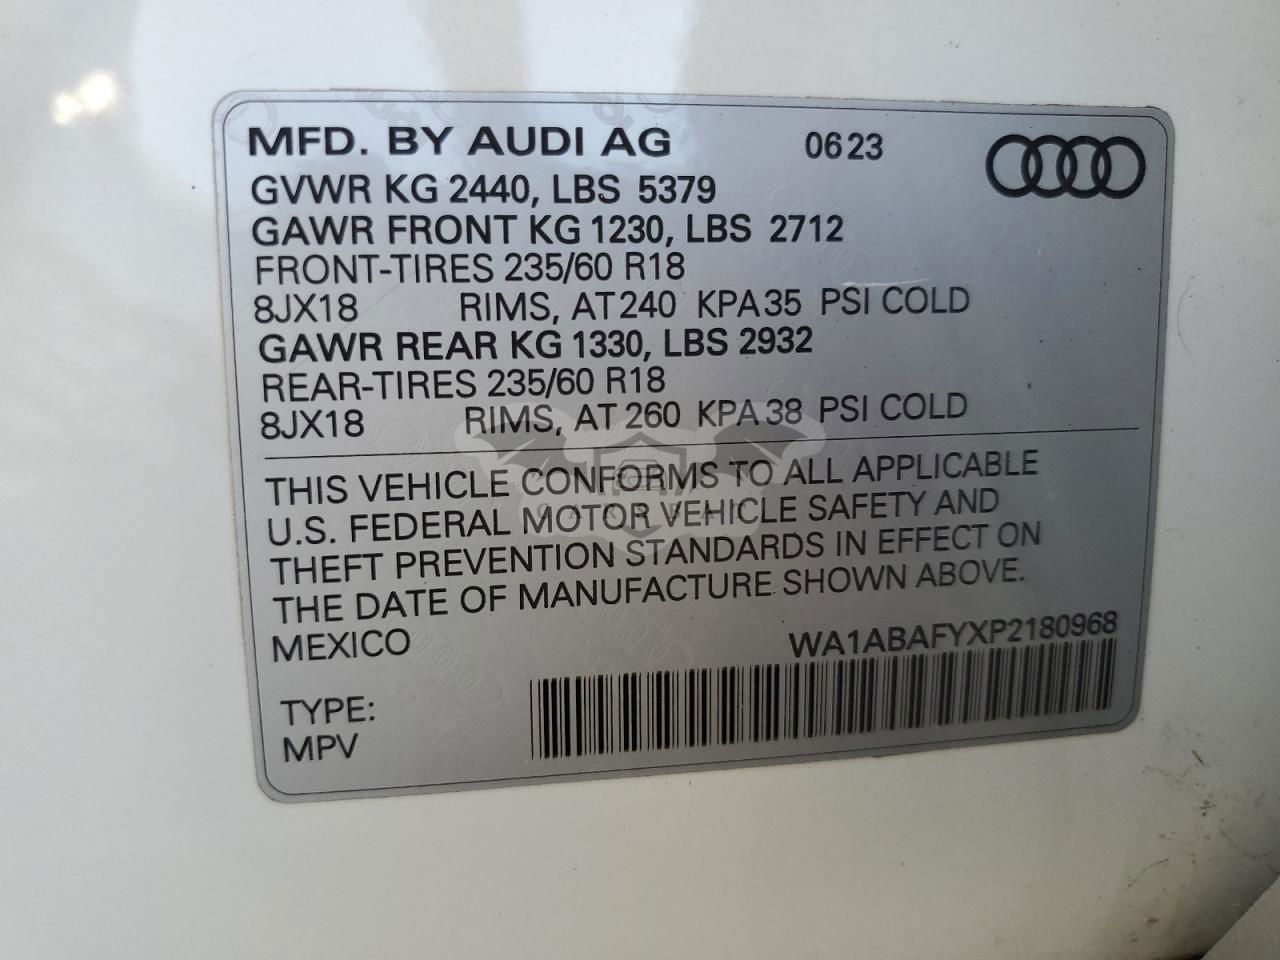 MFD. BY AUDI AG 0623
GVWR KG 2440, LBS 5379
GAWR FRONT KG 1230, LBS 2712
FRONT-TIRES 235/60 R18
8JX18 RIMS, AT 240 KPA 35 PSI COLD
GAWR REAR KG 1330, LBS 2932
REAR-TIRES 235/60 R18
8JX18 RIMS, AT 260 KPA 38 PSI COLD
THIS VEHICLE CONFORMS TO ALL APPLICABLE
U.S. FEDERAL MOTOR VEHICLE SAFETY AND
THEFT PREVENTION STANDARDS IN EFFECT ON
THE DATE OF MANUFACTURE SHOWN ABOVE.
MEXICO WA1ABAFYXP2180968
TYPE:
MPV